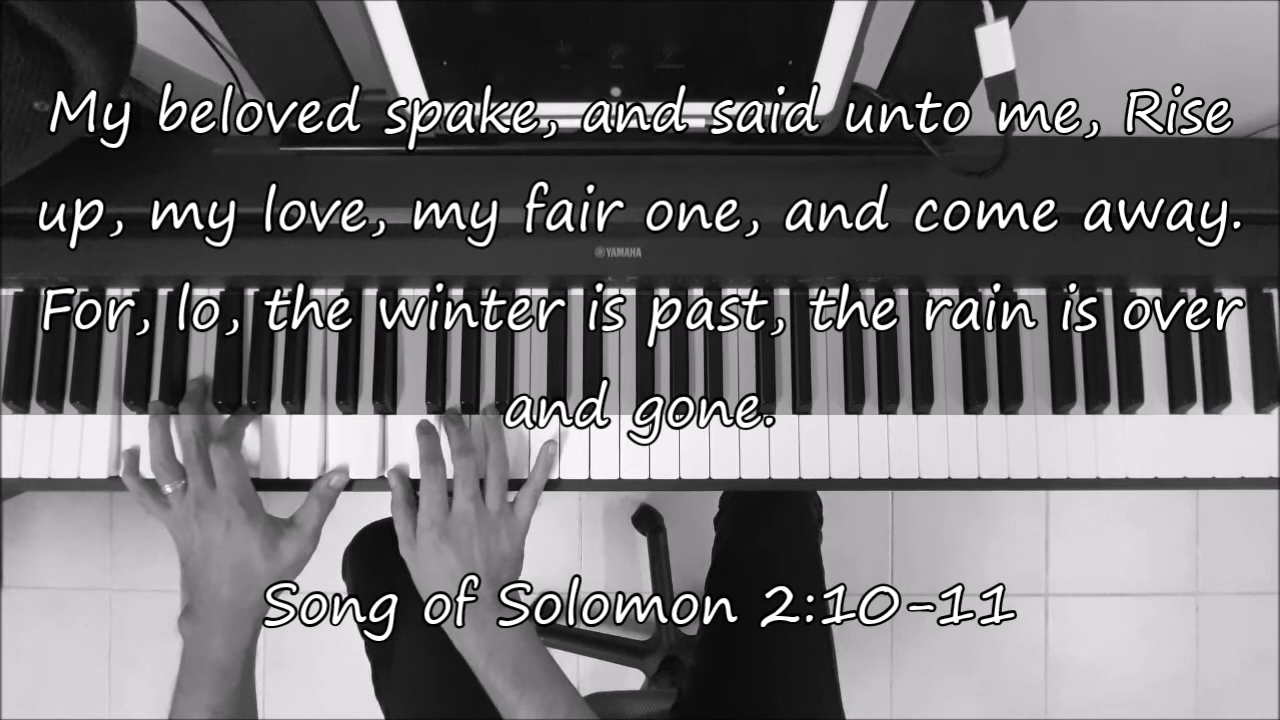 My beloved spake, and said unto me, Rise
up, my love, my fair one, and come away.
YAMAHA
For, lo, the winter is past, the rain is over
and gone.
Song of Solomon 2:10-11